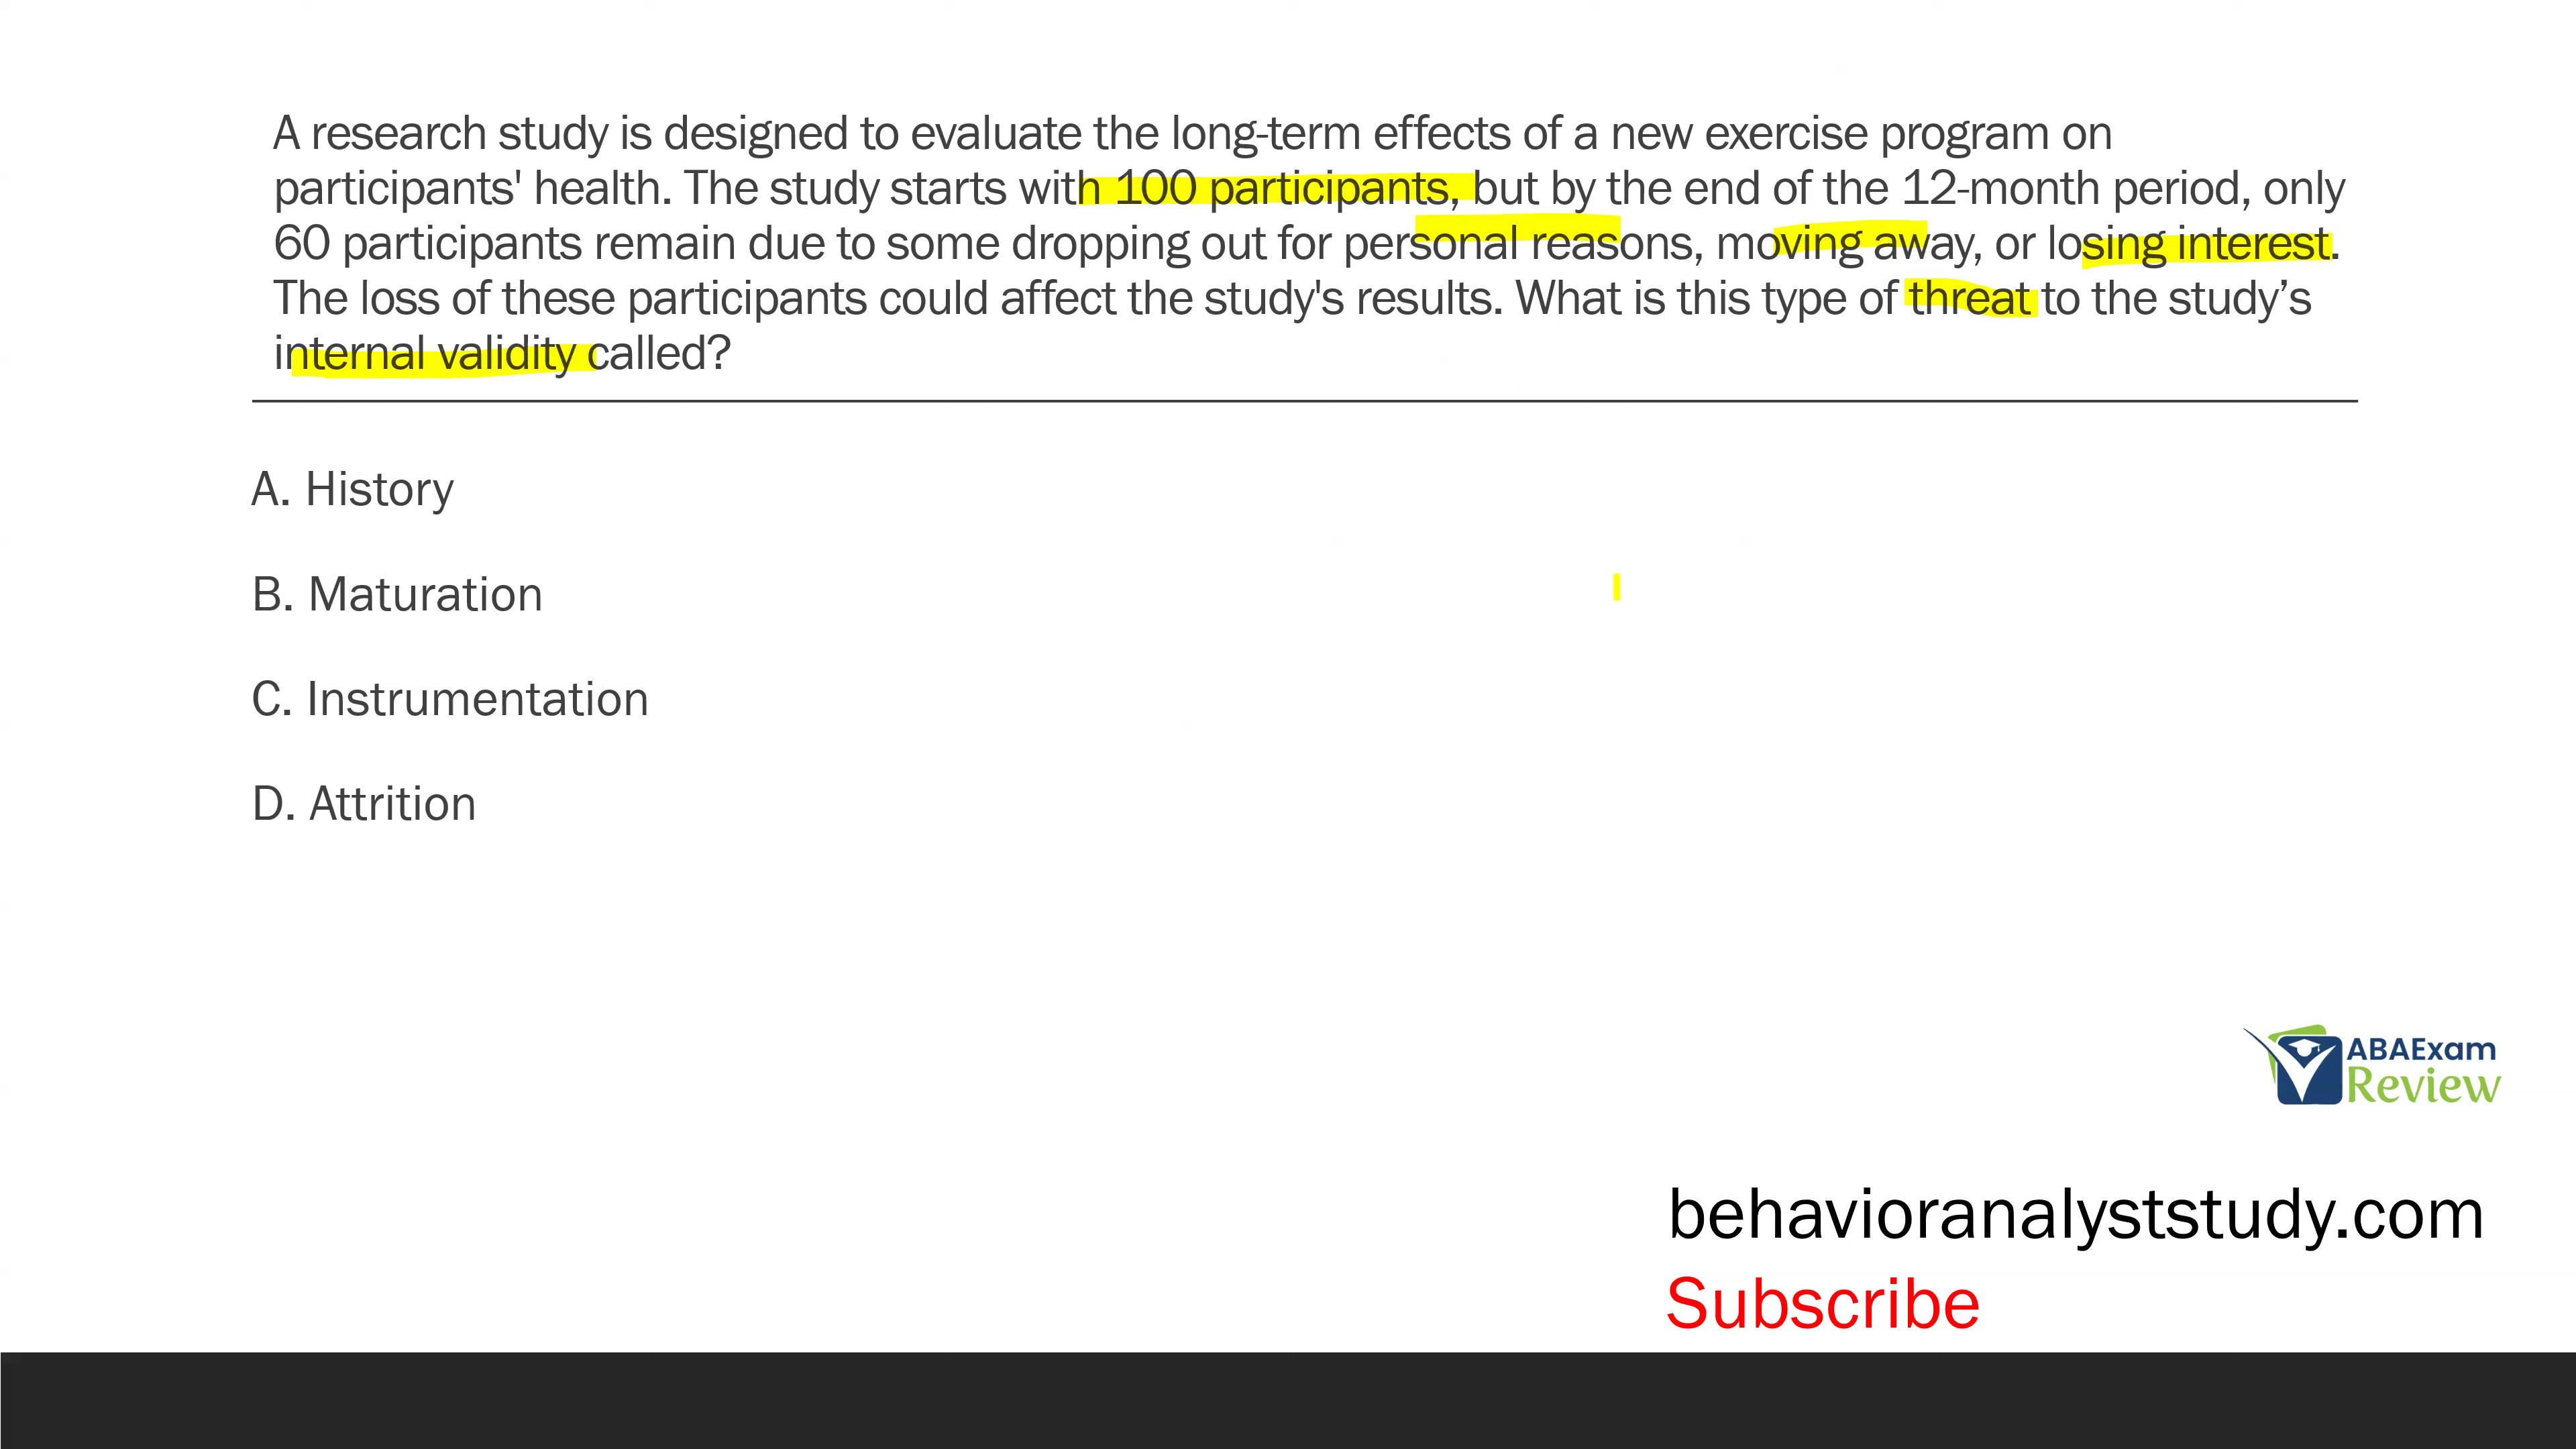 A research study is designed to evaluate the long-term effects of a new exercise program on
participants' health. The study starts with 100 participants, but by the end of the 12-month period, only
60 participants remain due to some dropping out for personal reasons, moving away, or losing interest.
The loss of these participants could affect the study's results. What is this type of threat to the study’s
internal validity called?
A. History
B. Maturation
C. Instrumentation
D. Attrition
ABAExam
Review
behavioranalyststudy.com
Subscribe